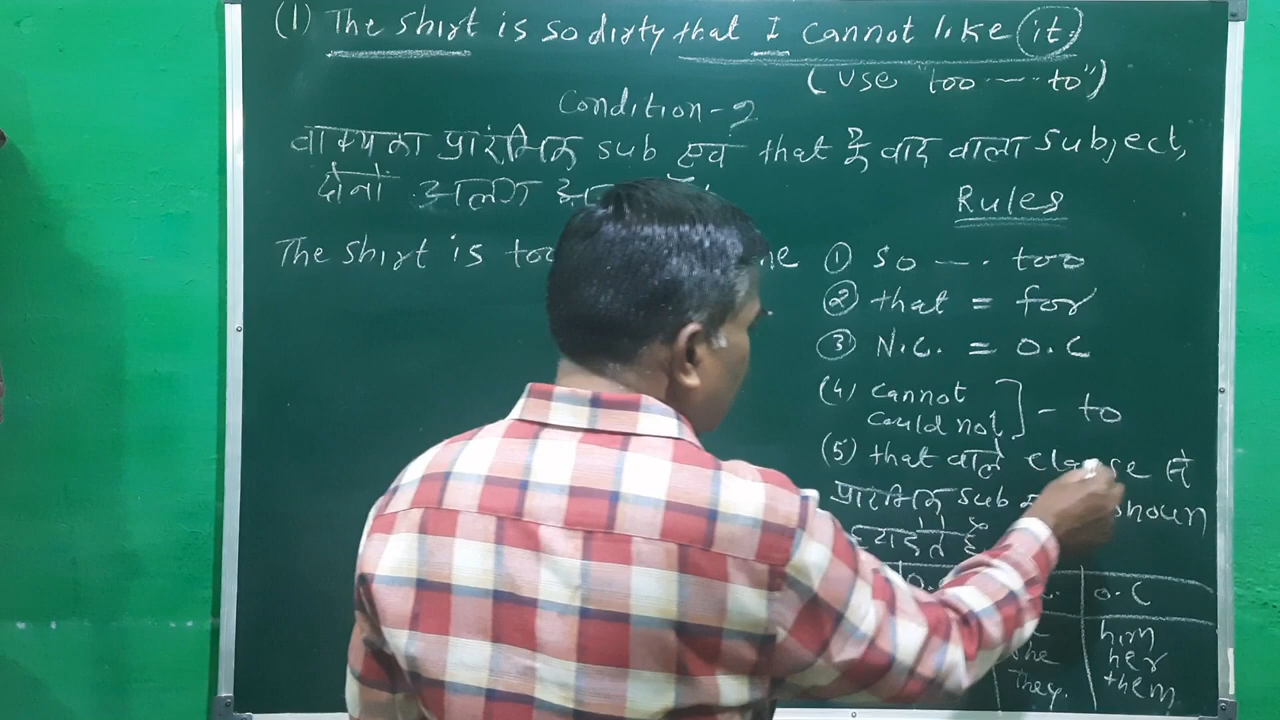 (1) The shirt is so dirty that I cannot like it.
(Use "too ---- to")
Condition-2
वाक्य का प्रारंभिक sub एवं that के बाद वाला subject,
दोनों अलग
Rules
The shirt is
① so --. too
② that = for
③ N.C. = O.C
(4) cannot
could not] - to
(5) that वाले clause में
प्रारंभिक sub
हटा देते हैं
O.C
him
she her
they. them